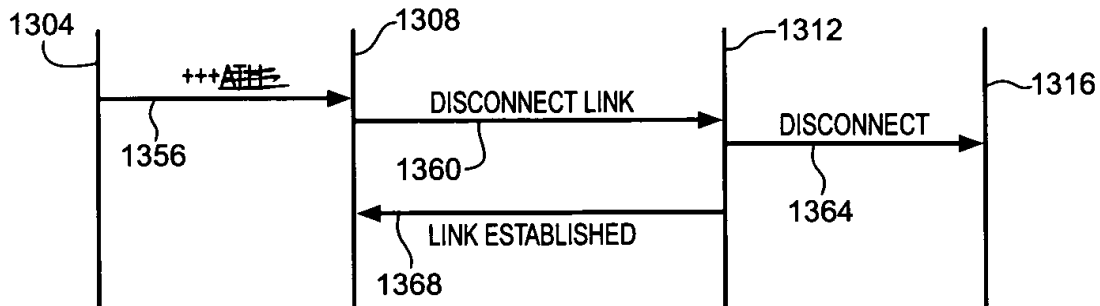 1304
1308
1312
1316
+++ATH
DISCONNECT LINK
DISCONNECT
1356
1360
1364
LINK ESTABLISHED
1368